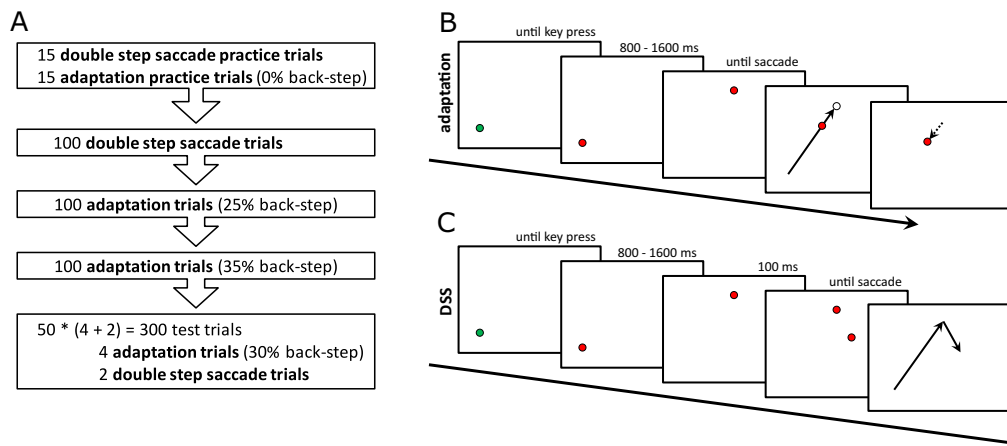 A
15 double step saccade practice trials
15 adaptation practice trials (0% back-step)
100 double step saccade trials
100 adaptation trials (25% back-step)
100 adaptation trials (35% back-step)
50 * (4 + 2) = 300 test trials
4 adaptation trials (30% back-step)
2 double step saccade trials
B
adaptation
until key press
800 - 1600 ms
until saccade
C
DSS
until key press
800 - 1600 ms
100 ms
until saccade